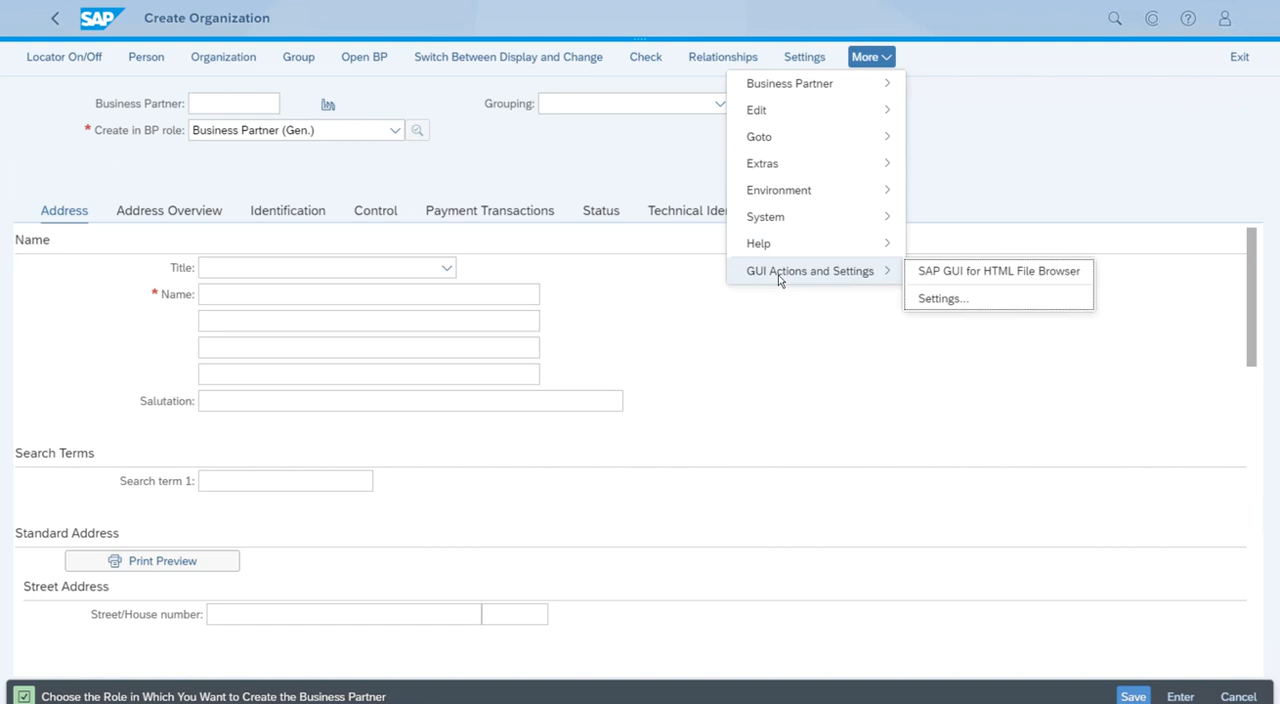 SAP Create Organization
Locator On/Off Person Organization Group Open BP Switch Between Display and Change Check Relationships Settings More Exit
Business Partner: Grouping:
* Create in BP role: Business Partner (Gen.)
Business Partner
Edit
Goto
Extras
Environment
System
Help
GUI Actions and Settings
SAP GUI for HTML File Browser
Settings...
Address Address Overview Identification Control Payment Transactions Status Technical Iden
Name
Title:
* Name:
Salutation:
Search Terms
Search term 1:
Standard Address
Print Preview
Street Address
Street/House number:
Choose the Role in Which You Want to Create the Business Partner Save Enter Cancel